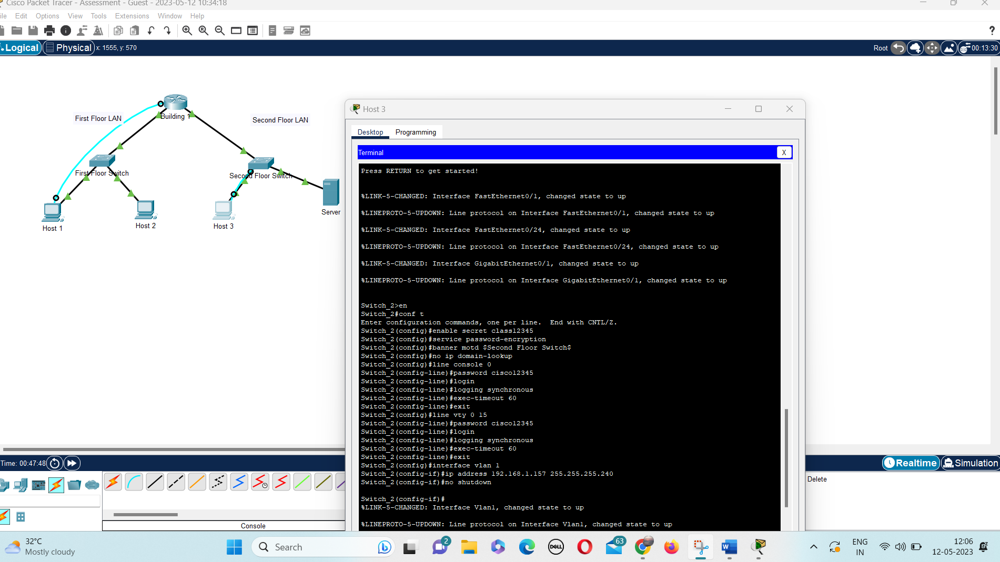 Cisco Packet Tracer - Assessment - Guest - 2023-05-12 10:34:18
ile Edit Options View Tools Extensions Window Help
?
Logical Physical x: 1555, y: 570
Root 00:13:30
First Floor LAN
Building 1
Second Floor LAN
First Floor Switch
Second Floor Switch
Server
Host 1
Host 2
Host 3
Host 3
Desktop Programming
Terminal
X
Press RETURN to get started!
%LINK-5-CHANGED: Interface FastEthernet0/1, changed state to up
%LINEPROTO-5-UPDOWN: Line protocol on Interface FastEthernet0/1, changed state to up
%LINK-5-CHANGED: Interface FastEthernet0/24, changed state to up
%LINEPROTO-5-UPDOWN: Line protocol on Interface FastEthernet0/24, changed state to up
%LINK-5-CHANGED: Interface GigabitEthernet0/1, changed state to up
%LINEPROTO-5-UPDOWN: Line protocol on Interface GigabitEthernet0/1, changed state to up
Switch_2>en
Switch_2#conf t
Enter configuration commands, one per line.  End with CNTL/Z.
Switch_2(config)#enable secret class12345
Switch_2(config)#service password-encryption
Switch_2(config)#banner motd $Second Floor Switch$
Switch_2(config)#no ip domain-lookup
Switch_2(config)#line console 0
Switch_2(config-line)#password cisco12345
Switch_2(config-line)#login
Switch_2(config-line)#logging synchronous
Switch_2(config-line)#exec-timeout 60
Switch_2(config-line)#exit
Switch_2(config)#line vty 0 15
Switch_2(config-line)#password cisco12345
Switch_2(config-line)#login
Switch_2(config-line)#logging synchronous
Switch_2(config-line)#exec-timeout 60
Switch_2(config-line)#exit
Switch_2(config)#interface vlan 1
Switch_2(config-if)#ip address 192.168.1.157 255.255.255.240
Switch_2(config-if)#no shutdown
Switch_2(config-if)#
%LINK-5-CHANGED: Interface Vlan1, changed state to up
%LINEPROTO-5-UPDOWN: Line protocol on Interface Vlan1, changed state to up
Time: 00:47:48
Realtime Simulation
Delete
Console
32°C
Mostly cloudy
Search
2
DELL
63
W
ENG
IN
12:06
12-05-2023